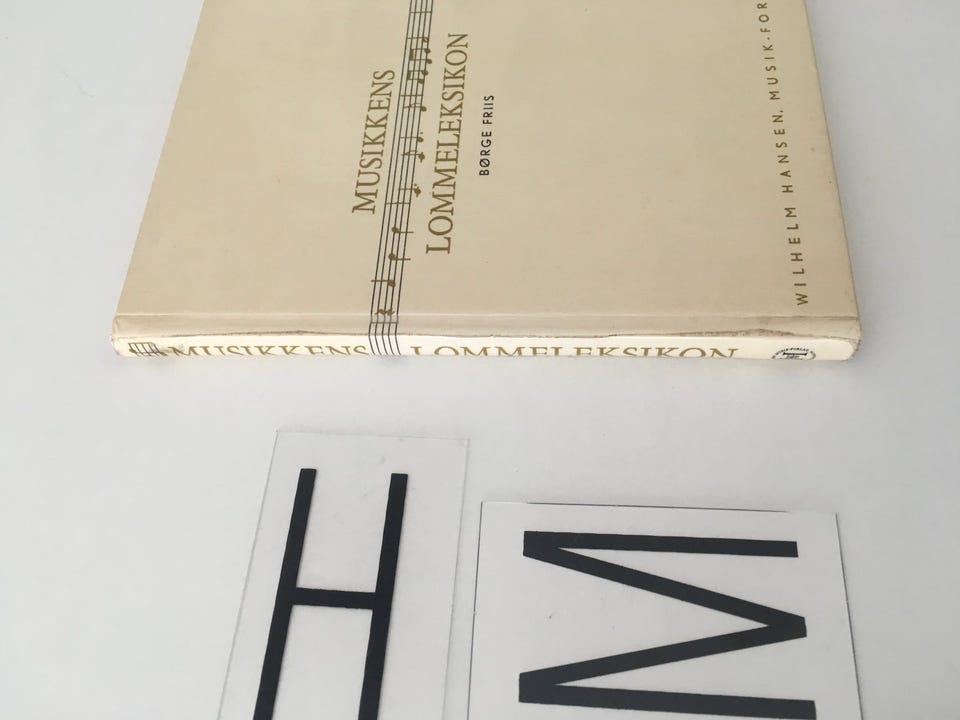 MUSIKKENS
LOMMELEKSIKON
BØRGE FRIIS
WILHELM HANSEN, MUSIK-FOR
MUSIKKENS LOMMELEKSIKON
H
M